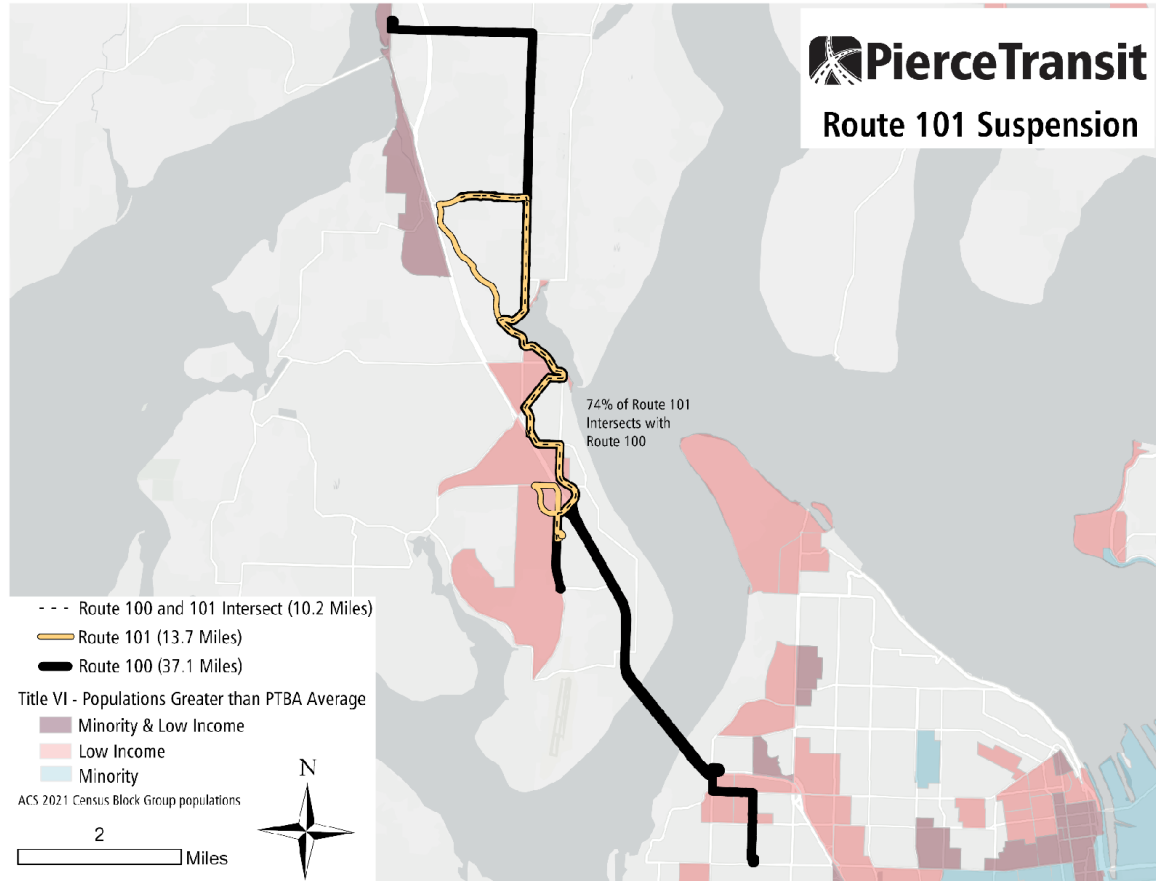 PierceTransit
Route 101 Suspension
74% of Route 101
Intersects with
Route 100
--- Route 100 and 101 Intersect (10.2 Miles)
Route 101 (13.7 Miles)
Route 100 (37.1 Miles)
Title VI - Populations Greater than PTBA Average
Minority & Low Income
Low Income
Minority
ACS 2021 Census Block Group populations
N
2
Miles